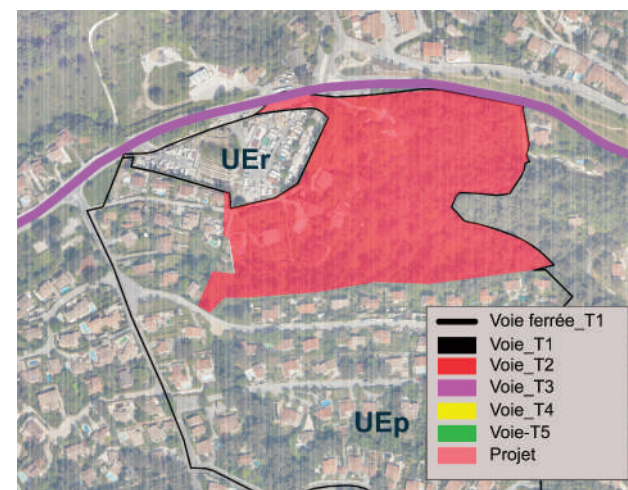 UEr
UEp
Voie ferrée_T1
Voie_T1
Voie_T2
Voie_T3
Voie_T4
Voie-T5
Projet